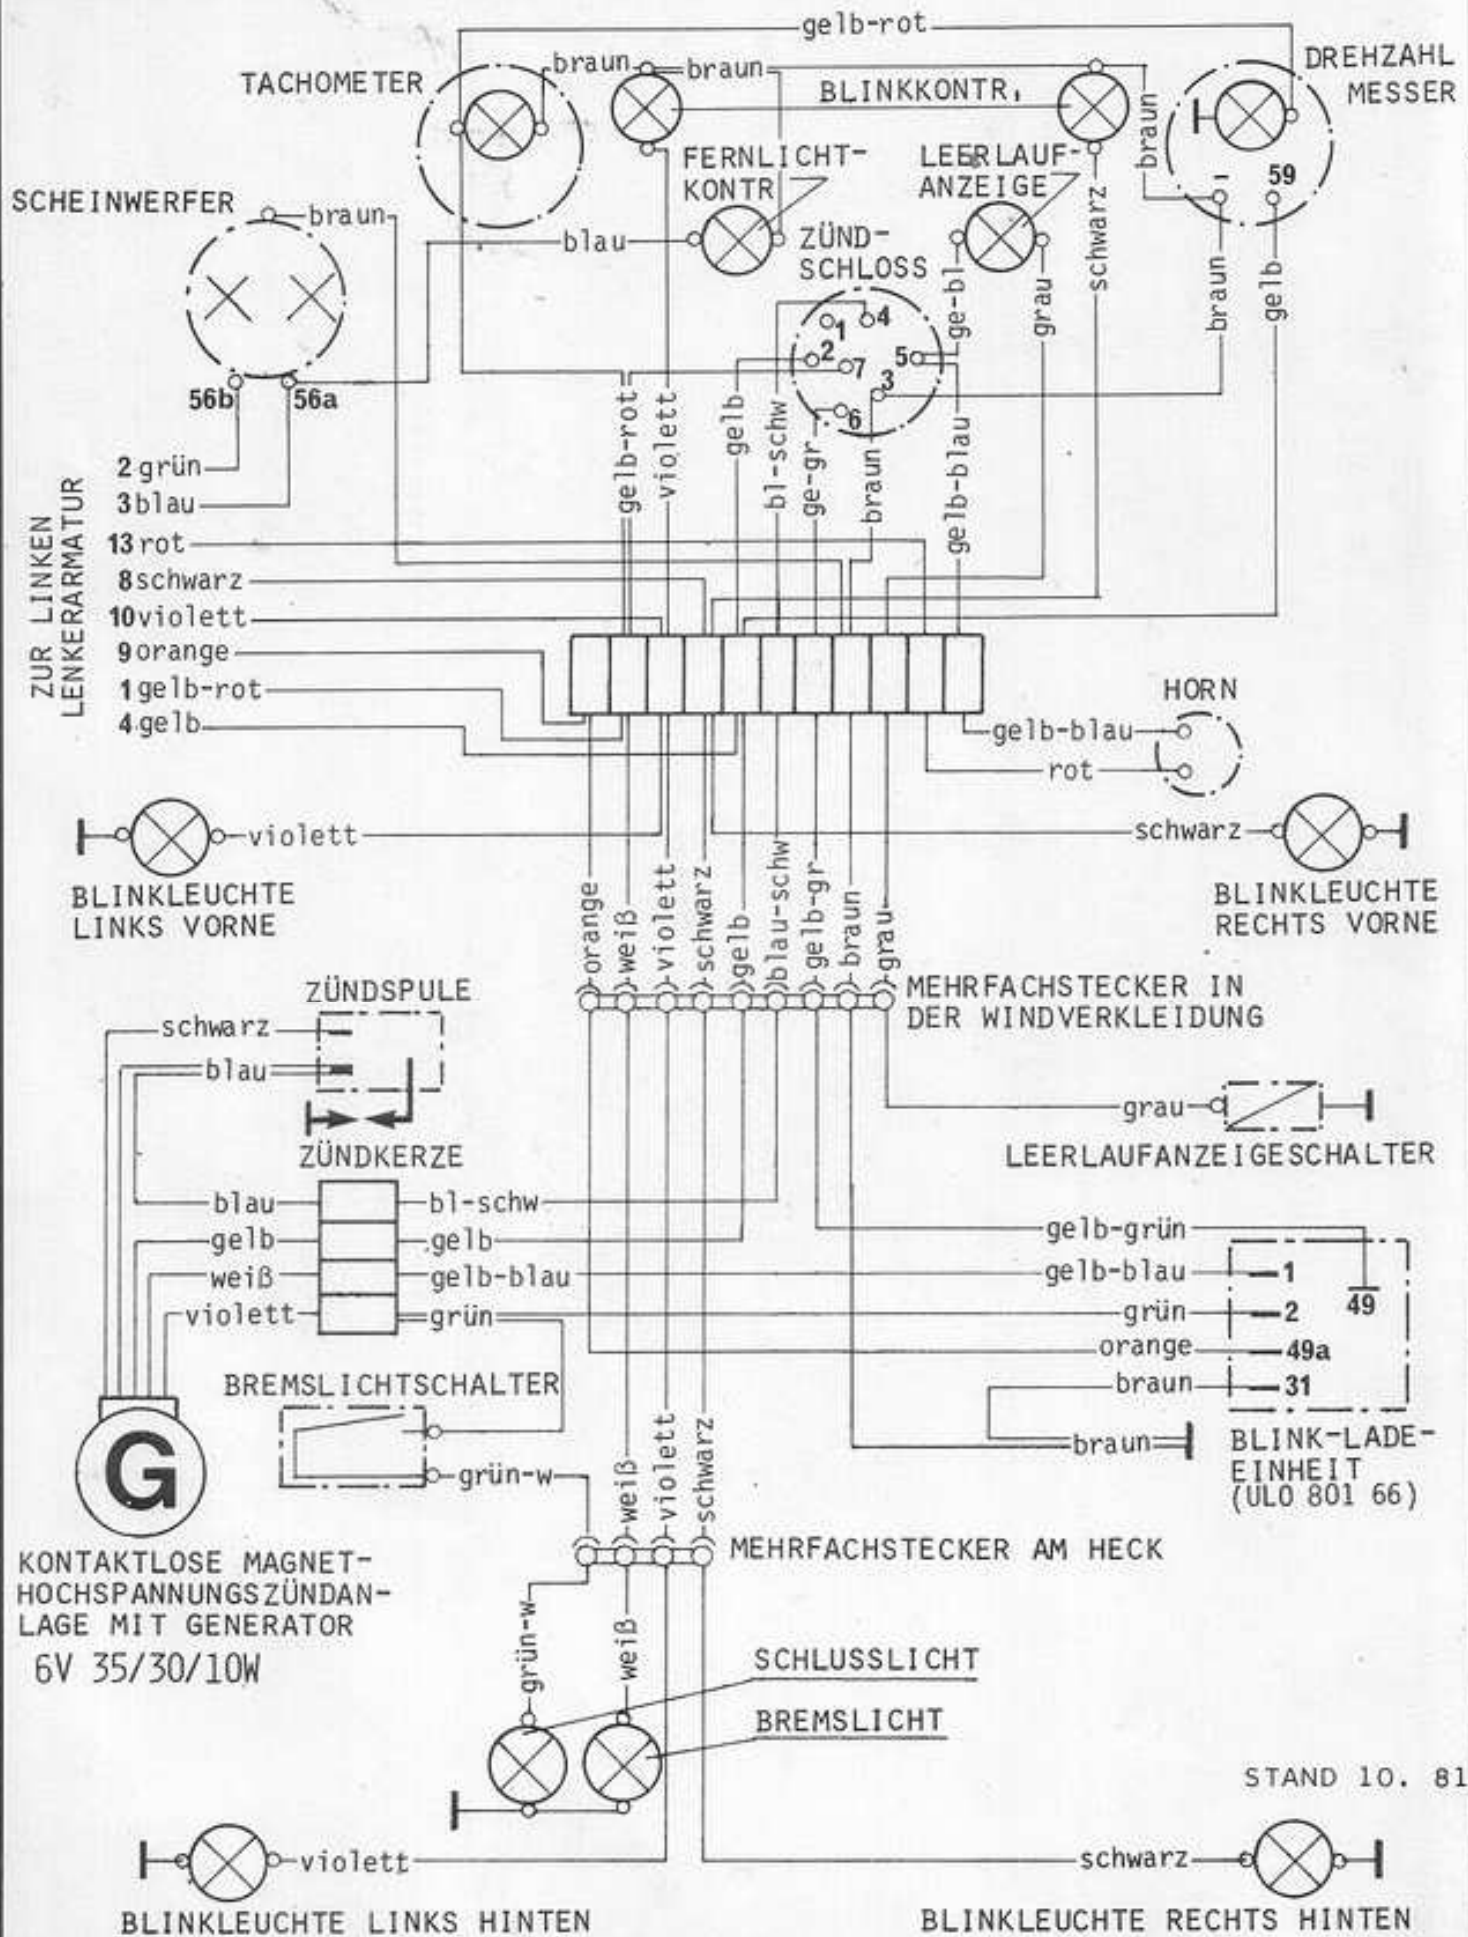 gelb-rot
TACHOMETER
braun
braun
BLINKKONTR.
braun
DREHZAHL
MESSER
59
FERNLICHT-
KONTR
LEERLAUF-
ANZEIGE
SCHEINWERFER
braun
blau
ZÜND-
SCHLOSS
ge-bl
grau
schwarz
braun
gelb
1
2
3
4
5
6
7
56b
56a
gelb-rot
violett
gelb
bl-schw
ge-gr
braun
gelb-blau
ZUR LINKEN
LENKERARMATUR
2 grün
3 blau
13 rot
8 schwarz
10 violett
9 orange
1 gelb-rot
4 gelb
HORN
gelb-blau
rot
violett
BLINKLEUCHTE
LINKS VORNE
schwarz
BLINKLEUCHTE
RECHTS VORNE
orange
weiß
violett
schwarz
gelb
blau-schw
gelb-gr
braun
grau
MEHRFACHSTECKER IN
DER WINDVERKLEIDUNG
ZÜNDSPULE
schwarz
blau
ZÜNDKERZE
grau
LEERLAUFANZEIGESCHALTER
blau
bl-schw
gelb
gelb
weiß
gelb-blau
violett
grün
gelb-grün
gelb-blau
1
grün
2
49
orange
49a
braun
31
braun
BLINK-LADE-
EINHEIT
(ULO 801 66)
BREMSLICHTSCHALTER
grün-w
weiß
violett
schwarz
G
KONTAKTLOSE MAGNET-
HOCHSPANNUNGSZÜNDAN-
LAGE MIT GENERATOR
6V 35/30/10W
MEHRFACHSTECKER AM HECK
grün-w
weiß
SCHLUSSLICHT
BREMSLICHT
STAND 10. 81
violett
BLINKLEUCHTE LINKS HINTEN
schwarz
BLINKLEUCHTE RECHTS HINTEN